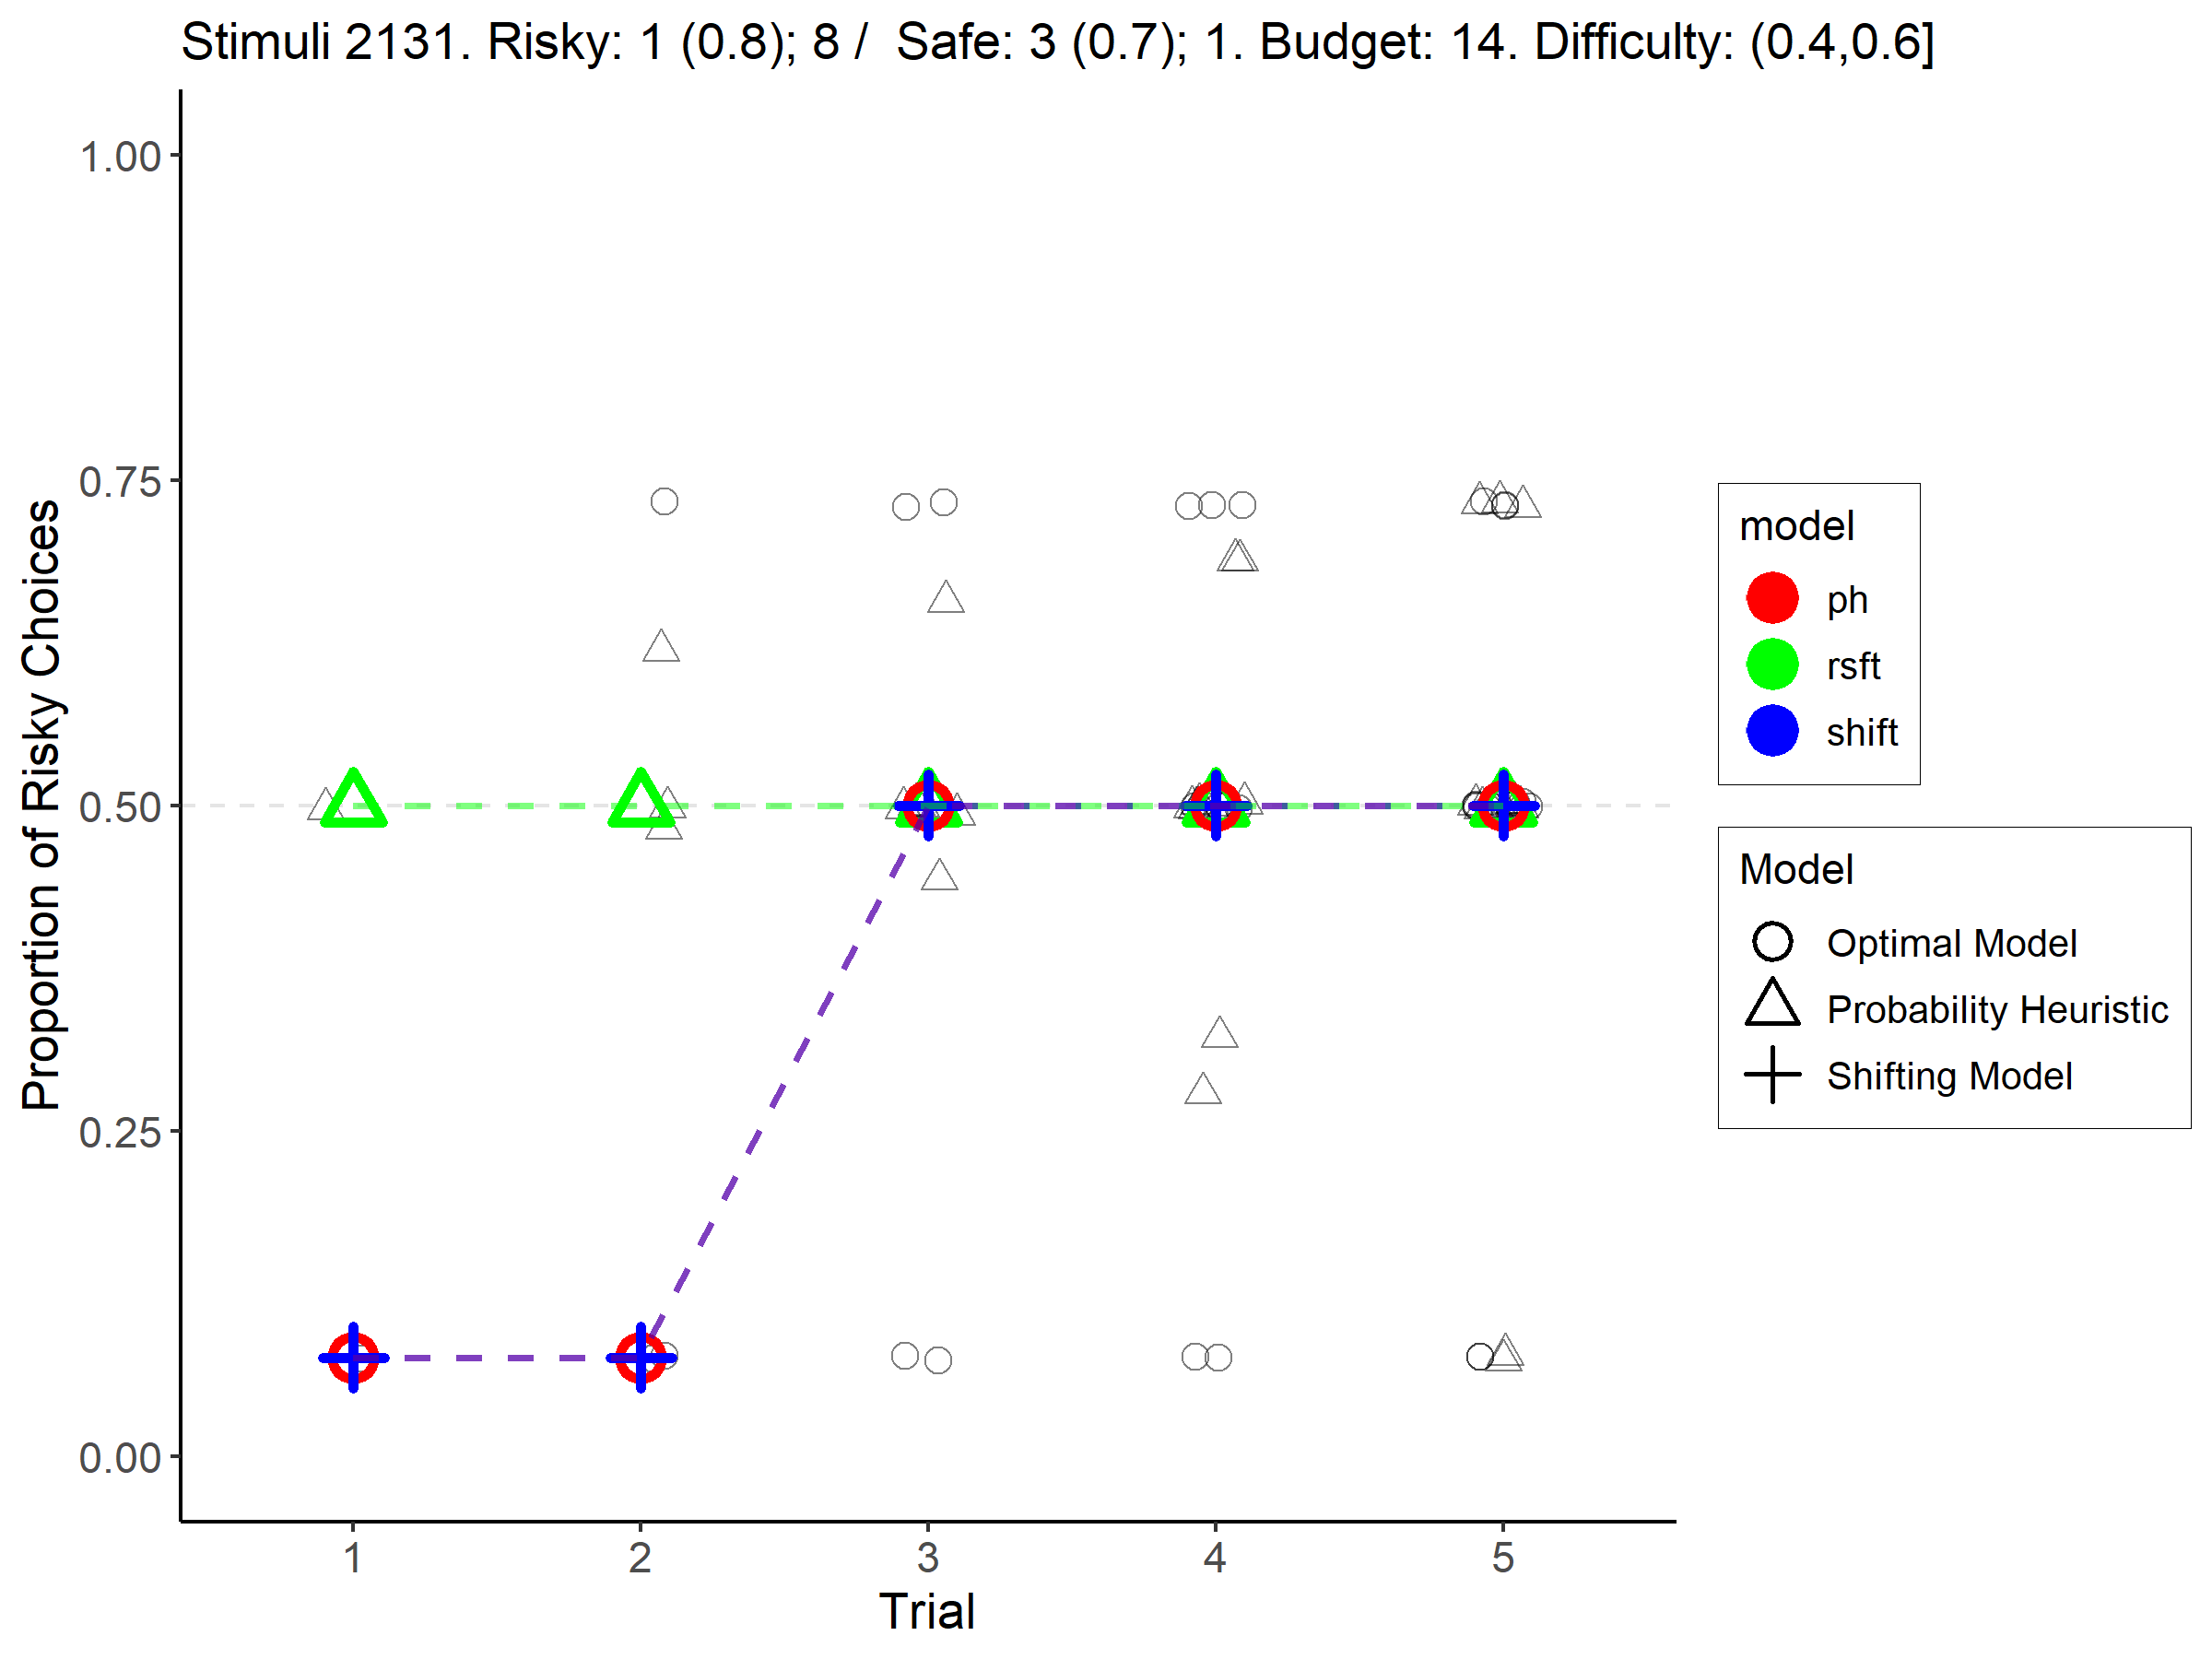 Stimuli 2131. Risky: 1 (0.8); 8 /  Safe: 3 (0.7); 1. Budget: 14. Difficulty: (0.4,0.6]
Proportion of Risky Choices
1.00
0.75
0.50
0.25
0.00
1 2 3 4 5
Trial
model
ph
rsft
shift
Model
Optimal Model
Probability Heuristic
Shifting Model